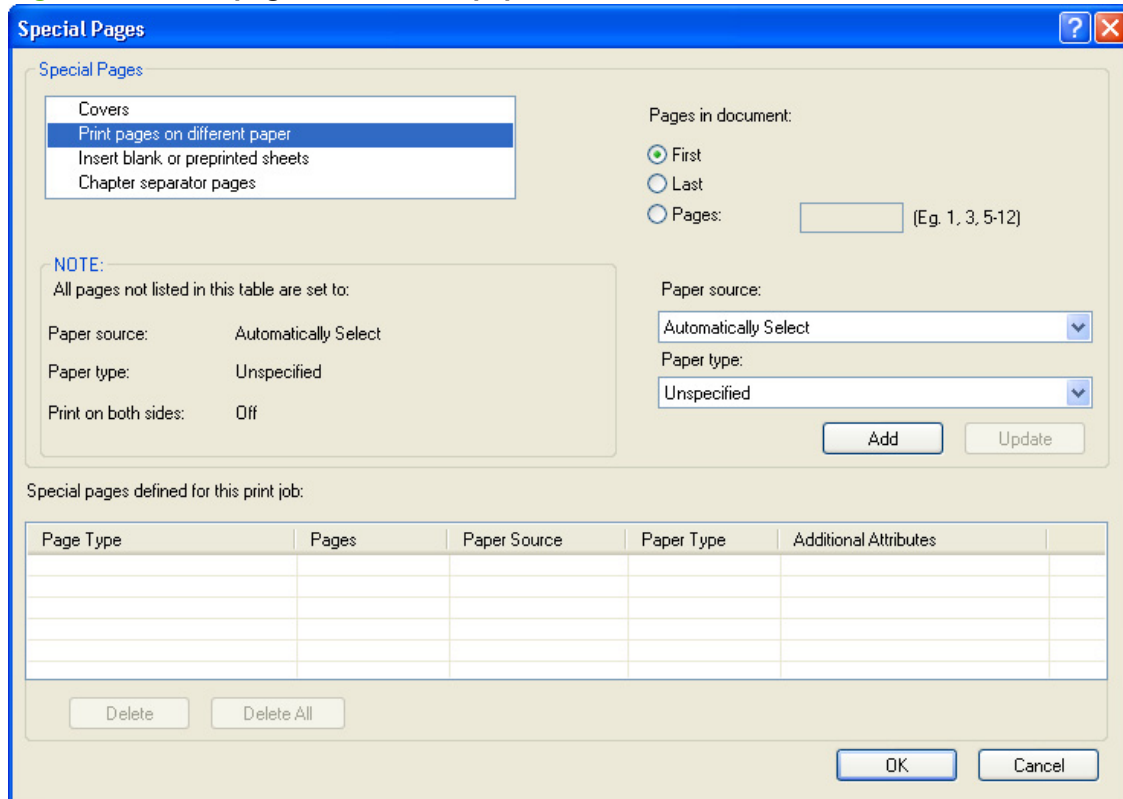 Special Pages
Special Pages
Covers
Print pages on different paper
Insert blank or preprinted sheets
Chapter separator pages
Pages in document:
First
Last
Pages:
(Eg. 1, 3, 5-12)
NOTE:
All pages not listed in this table are set to:
Paper source: Automatically Select
Paper type: Unspecified
Print on both sides: Off
Paper source:
Automatically Select
Paper type:
Unspecified
Add Update
Special pages defined for this print job:
Page Type Pages Paper Source Paper Type Additional Attributes
Delete Delete All
OK Cancel